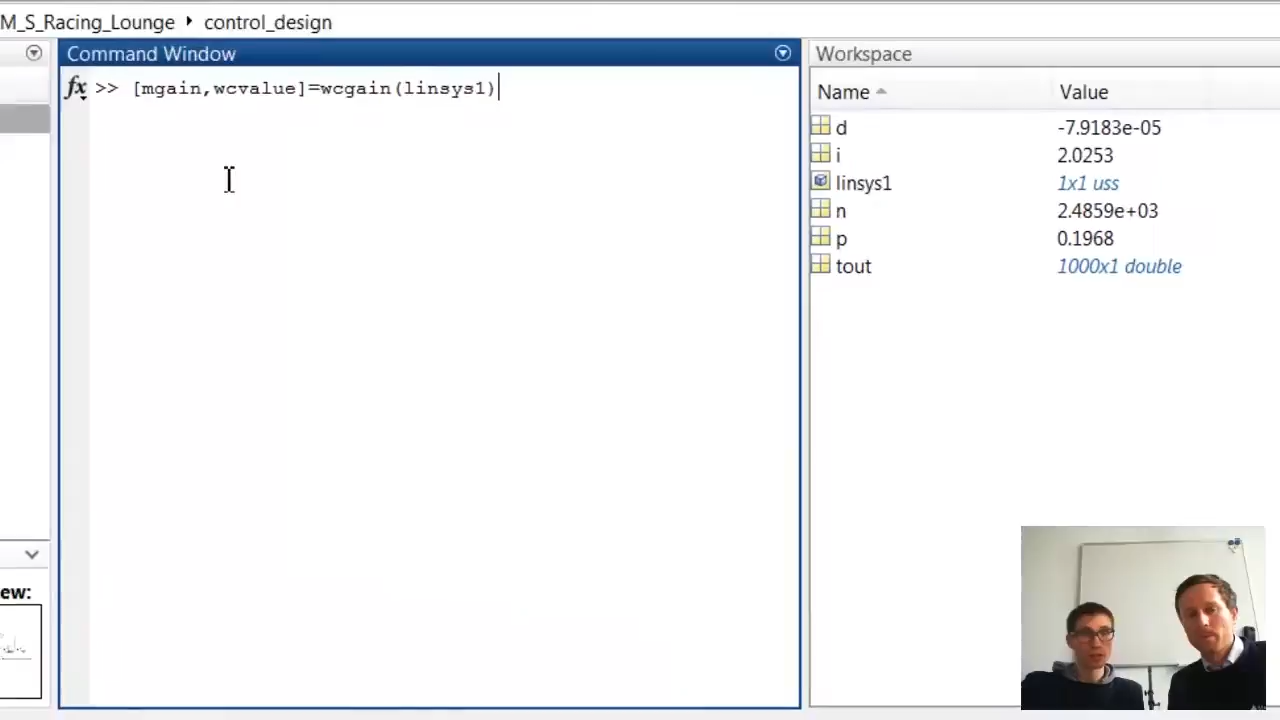 M_S_Racing_Lounge ▸ control_design
Command Window
fx >> [mgain,wcvalue]=wcgain(linsys1)
Workspace
Name Value
d -7.9183e-05
i 2.0253
linsys1 1x1 uss
n 2.4859e+03
p 0.1968
tout 1000x1 double
ew: